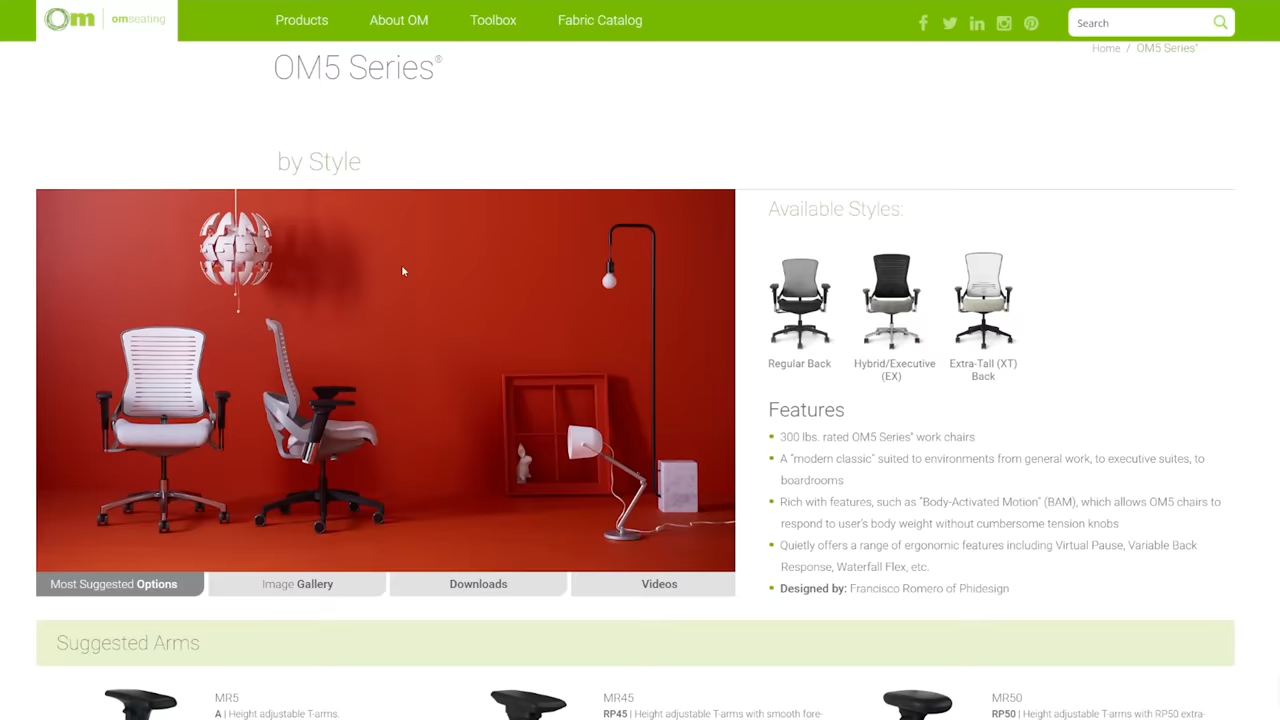 Om omseating
Products
About OM
Toolbox
Fabric Catalog
Search
Home / OM5 Series®
OM5 Series®
by Style
Available Styles:
Regular Back
Hybrid/Executive
(EX)
Extra-Tall (XT)
Back
Features
300 lbs. rated OM5 Series® work chairs
A "modern classic" suited to environments from general work, to executive suites, to
boardrooms
Rich with features, such as "Body-Activated Motion" (BAM), which allows OM5 chairs to
respond to user's body weight without cumbersome tension knobs
Quietly offers a range of ergonomic features including Virtual Pause, Variable Back
Response, Waterfall Flex, etc.
Designed by: Francisco Romero of Phidesign
Most Suggested Options
Image Gallery
Downloads
Videos
Suggested Arms
MR5
A | Height adjustable T-arms.
MR45
RP45 | Height adjustable T-arms with smooth fore-
MR50
RP50 | Height adjustable T-arms with RP50 extra-